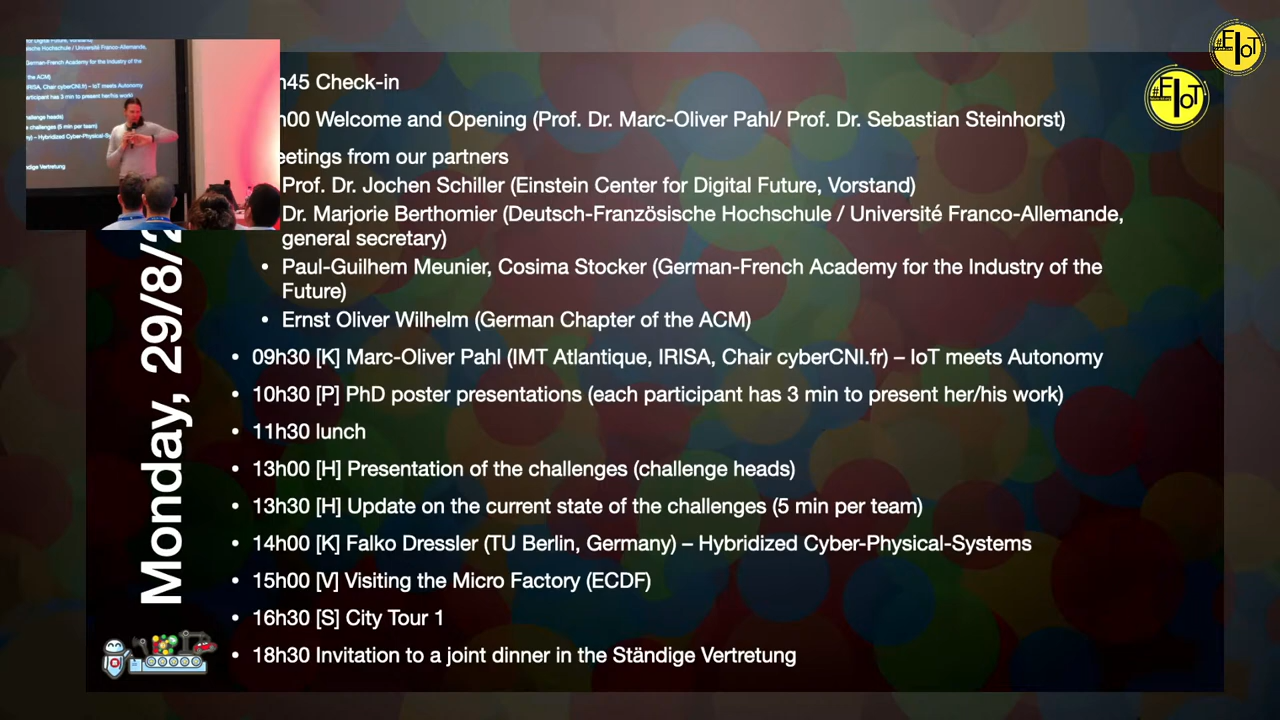 #FIoT
#FIoT
h45 Check-in
h00 Welcome and Opening (Prof. Dr. Marc-Oliver Pahl/ Prof. Dr. Sebastian Steinhorst)
eetings from our partners
Prof. Dr. Jochen Schiller (Einstein Center for Digital Future, Vorstand)
Dr. Marjorie Berthomier (Deutsch-Französische Hochschule / Université Franco-Allemande,
general secretary)
• Paul-Guilhem Meunier, Cosima Stocker (German-French Academy for the Industry of the
Future)
• Ernst Oliver Wilhelm (German Chapter of the ACM)
• 09h30 [K] Marc-Oliver Pahl (IMT Atlantique, IRISA, Chair cyberCNI.fr) – IoT meets Autonomy
• 10h30 [P] PhD poster presentations (each participant has 3 min to present her/his work)
• 11h30 lunch
• 13h00 [H] Presentation of the challenges (challenge heads)
• 13h30 [H] Update on the current state of the challenges (5 min per team)
• 14h00 [K] Falko Dressler (TU Berlin, Germany) – Hybridized Cyber-Physical-Systems
• 15h00 [V] Visiting the Micro Factory (ECDF)
• 16h30 [S] City Tour 1
• 18h30 Invitation to a joint dinner in the Ständige Vertretung
Monday, 29/8/2